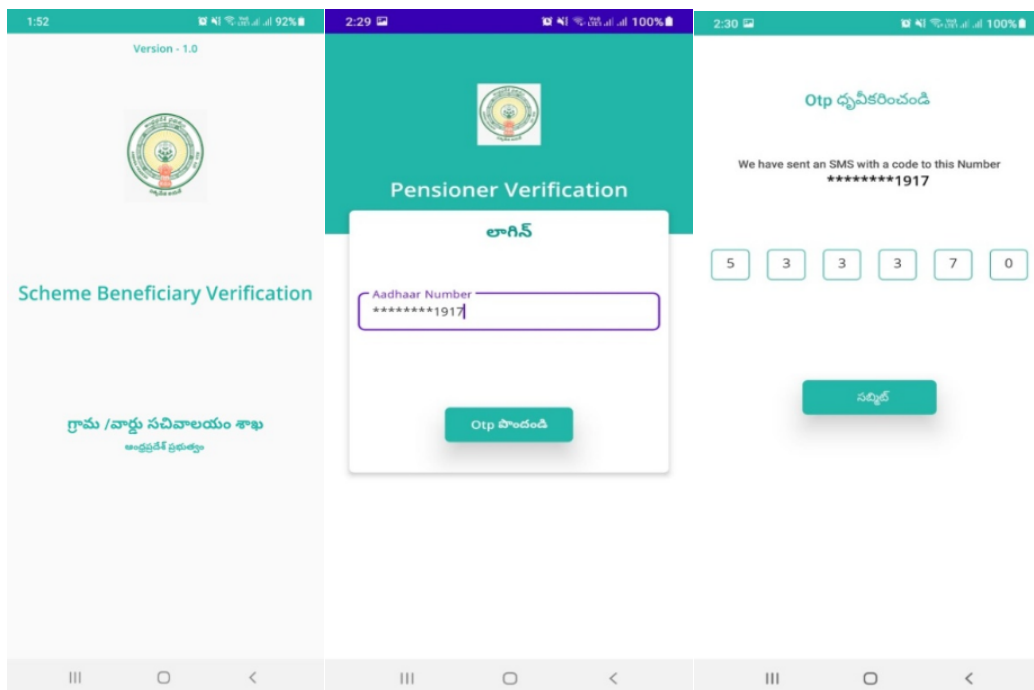 1:52
92%
Version - 1.0
Scheme Beneficiary Verification
గ్రామ /వార్డు సచివాలయం శాఖ
ఆంధ్రప్రదేశ్ ప్రభుత్వం
2:29
100%
Pensioner Verification
లాగిన్
Aadhaar Number
********1917
Otp పొందండి
2:30
100%
Otp ధృవీకరించండి
We have sent an SMS with a code to this Number
********1917
5 3 3 3 7 0
సబ్మిట్